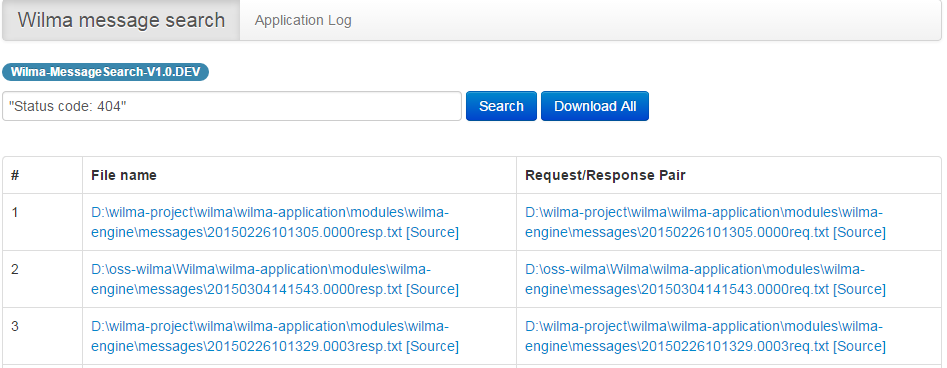 Wilma message search Application Log
Wilma-MessageSearch-V1.0.DEV
"Status code: 404" Search Download All
# File name Request/Response Pair
1 D:\wilma-project\wilma\wilma-application\modules\wilma- D:\wilma-project\wilma\wilma-application\modules\wilma-
engine\messages\20150226101305.0000resp.txt [Source] engine\messages\20150226101305.0000req.txt [Source]
2 D:\oss-wilma\Wilma\wilma-application\modules\wilma- D:\oss-wilma\Wilma\wilma-application\modules\wilma-
engine\messages\20150304141543.0000resp.txt [Source] engine\messages\20150304141543.0000req.txt [Source]
3 D:\wilma-project\wilma\wilma-application\modules\wilma- D:\wilma-project\wilma\wilma-application\modules\wilma-
engine\messages\20150226101329.0003resp.txt [Source] engine\messages\20150226101329.0003req.txt [Source]